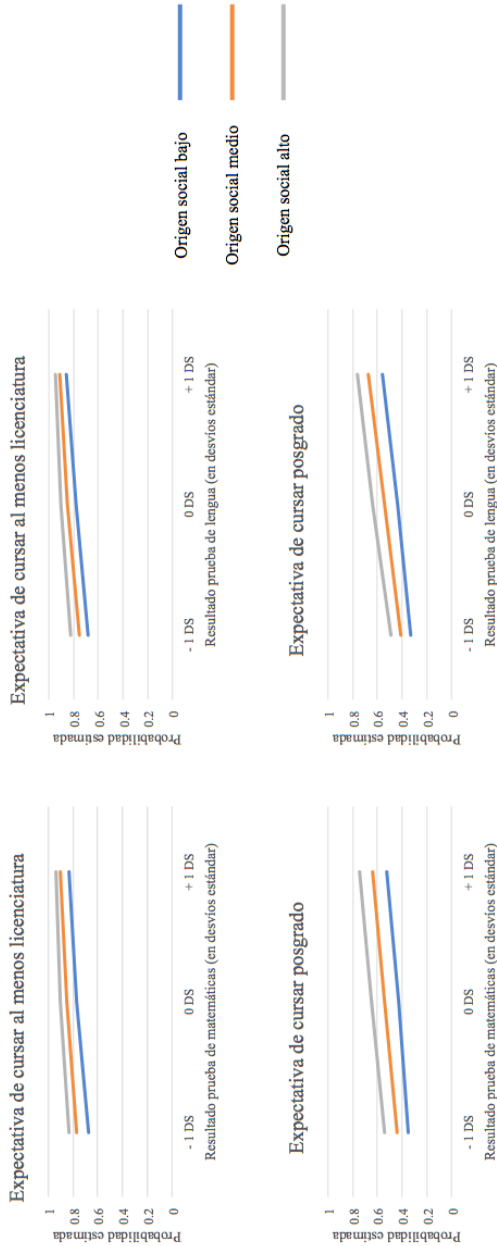 Expectativa de cursar al menos licenciatura
Probabilidad estimada
1
0.8
0.6
0.4
0.2
0
- 1 DS
0 DS
+ 1 DS
Resultado prueba de matemáticas (en desvíos estándar)
Expectativa de cursar al menos licenciatura
Probabilidad estimada
1
0.8
0.6
0.4
0.2
0
- 1 DS
0 DS
+ 1 DS
Resultado prueba de lengua (en desvíos estándar)
Origen social bajo
Origen social medio
Origen social alto
Expectativa de cursar posgrado
Probabilidad estimada
1
0.8
0.6
0.4
0.2
0
- 1 DS
0 DS
+ 1 DS
Resultado prueba de matemáticas (en desvíos estándar)
Expectativa de cursar posgrado
Probabilidad estimada
1
0.8
0.6
0.4
0.2
0
- 1 DS
0 DS
+ 1 DS
Resultado prueba de lengua (en desvíos estándar)